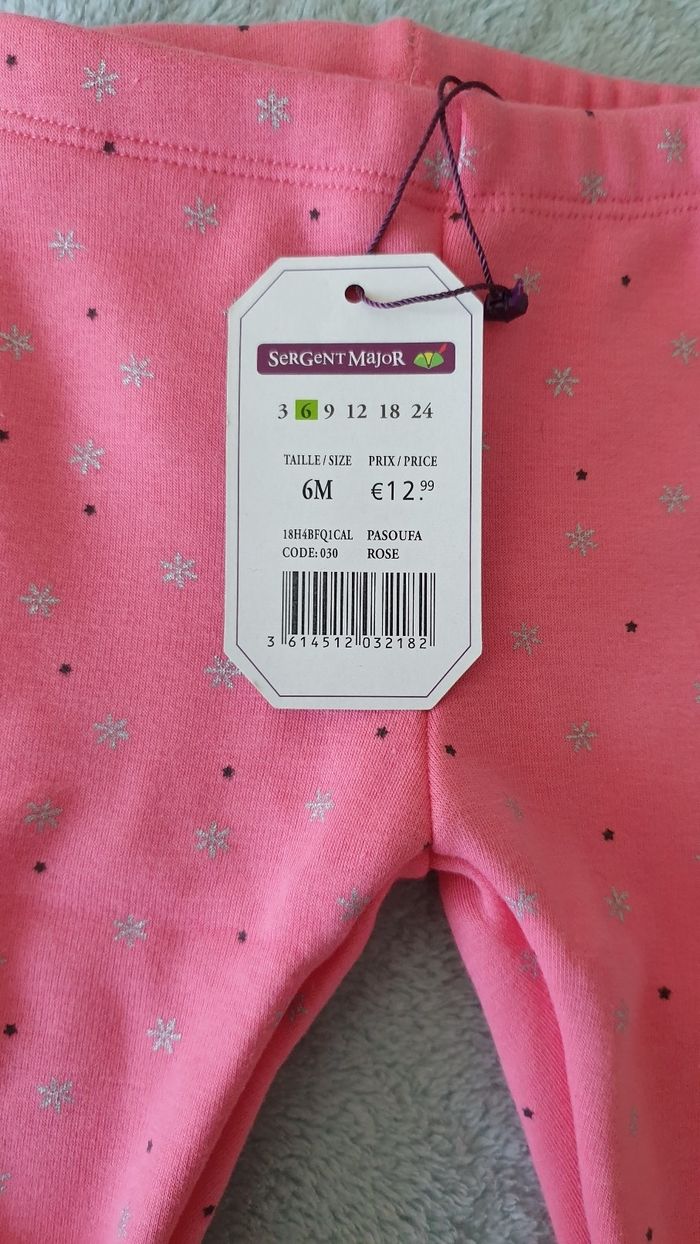 SerGent Major
3 6 9 12 18 24
TAILLE / SIZE PRIX / PRICE
6M €12.99
18H4BFQ1CAL PASOUFA
CODE: 030 ROSE
3 614512 032182